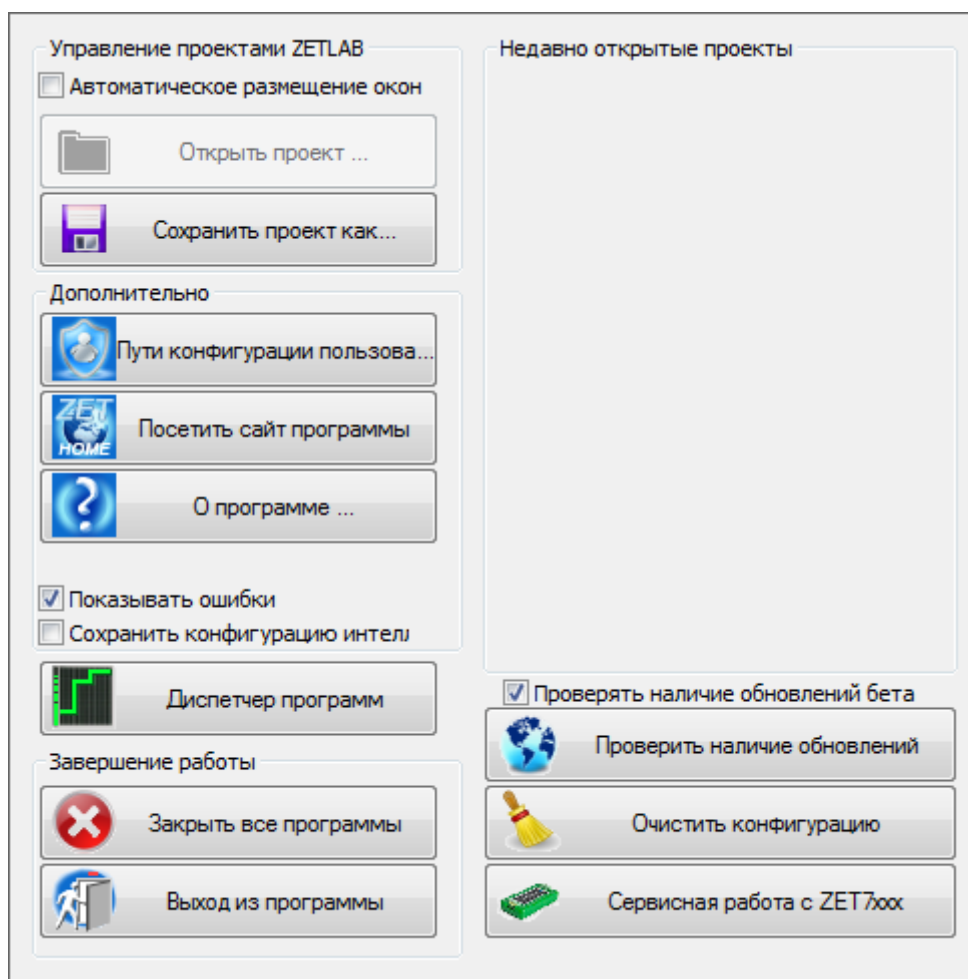 Управление проектами ZETLAB
Автоматическое размещение окон
Открыть проект ...
Сохранить проект как...
Дополнительно
Пути конфигурации пользова...
ZET HOME
Посетить сайт программы
О программе ...
Показывать ошибки
Сохранить конфигурацию интел
Диспетчер программ
Завершение работы
Закрыть все программы
Выход из программы
Недавно открытые проекты
Проверять наличие обновлений бета
Проверить наличие обновлений
Очистить конфигурацию
Сервисная работа с ZET7xxx